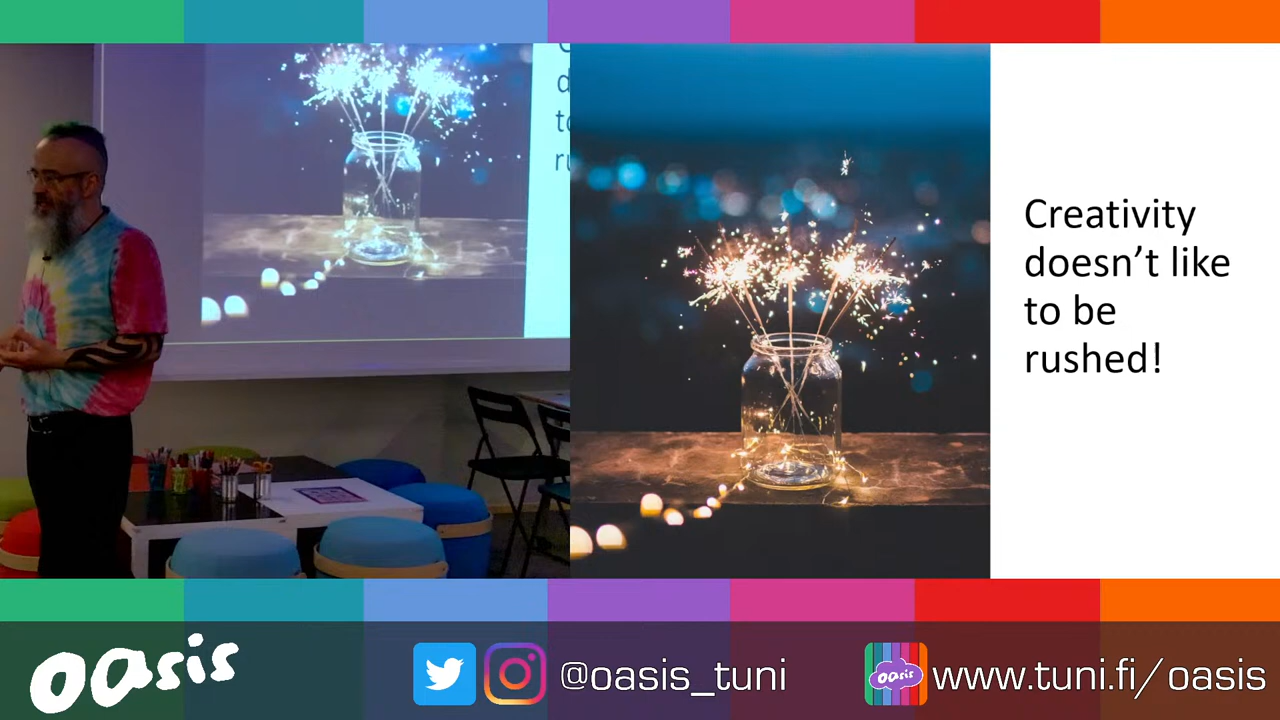 Creativity
doesn’t like
to be
rushed!
oasis
@oasis_tuni
oasis
www.tuni.fi/oasis